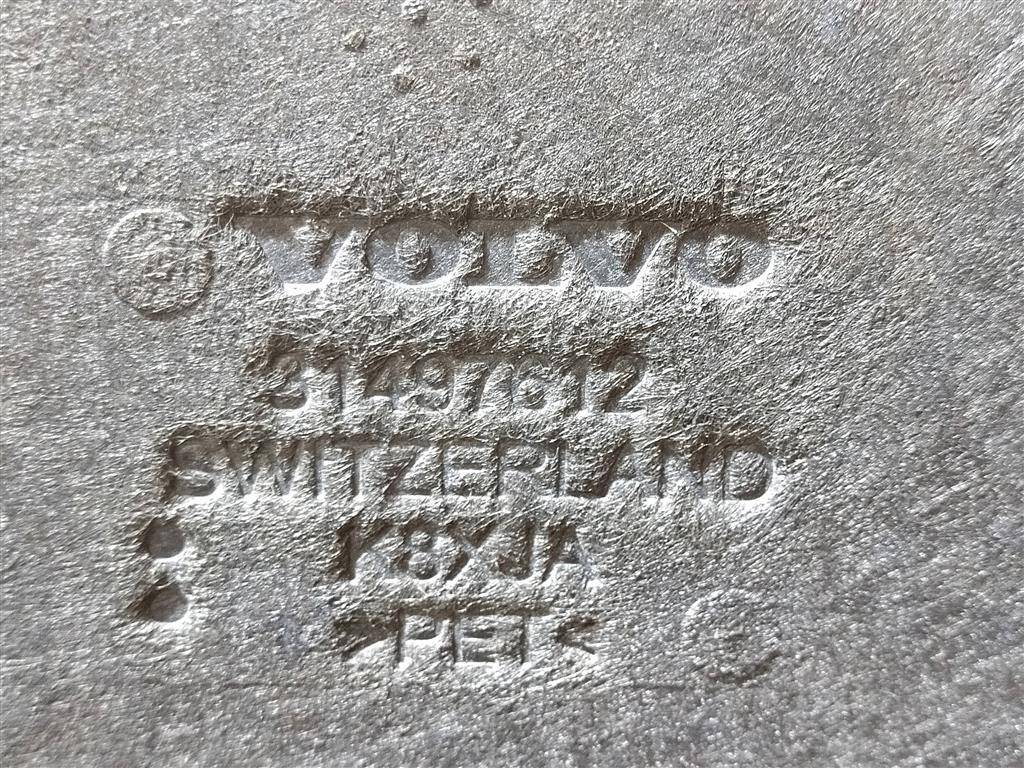 VOLVO
31497612
SWITZERLAND
K8XJA
<PET<